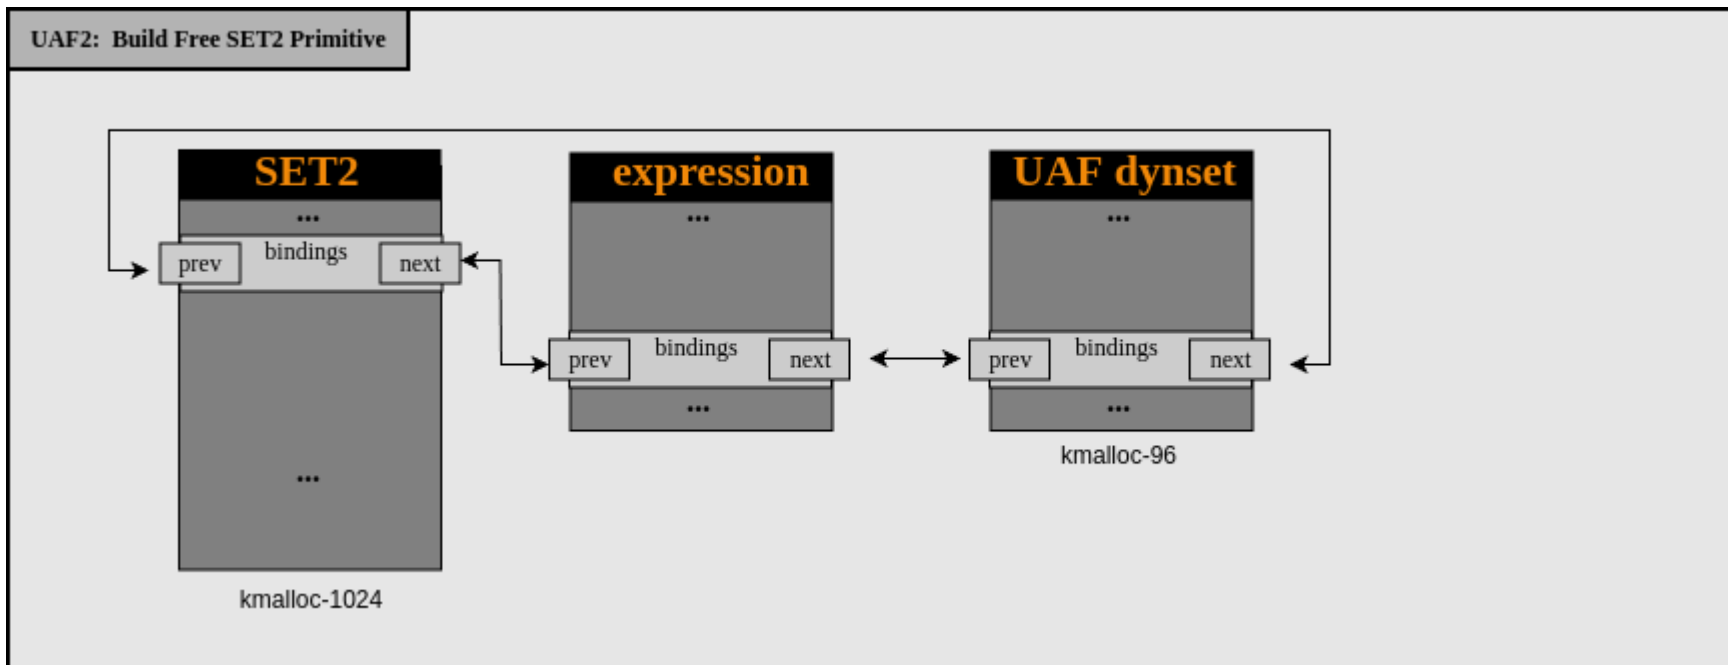 UAF2: Build Free SET2 Primitive
SET2
...
prev bindings next
...
kmalloc-1024
expression
...
prev bindings next
...
UAF dynset
...
prev bindings next
...
kmalloc-96